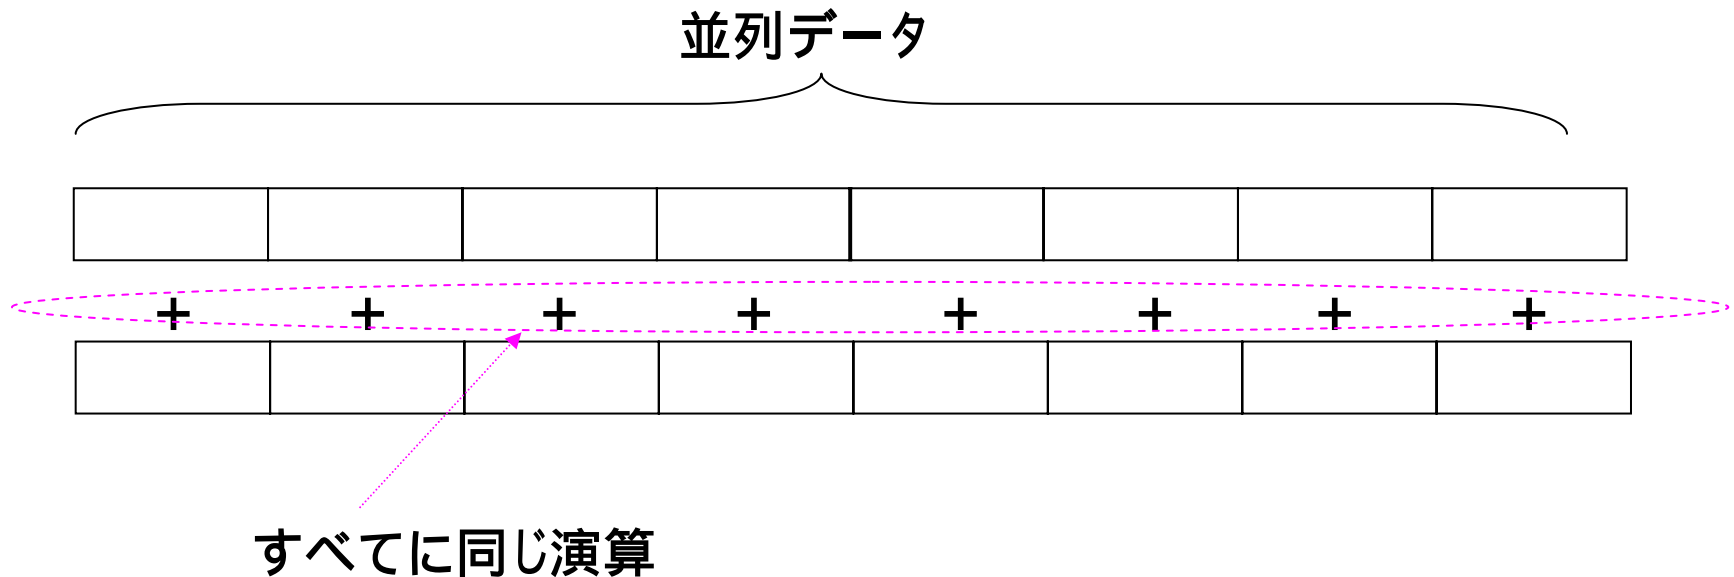 並列データ
+ + + + + + + +
すべてに同じ演算